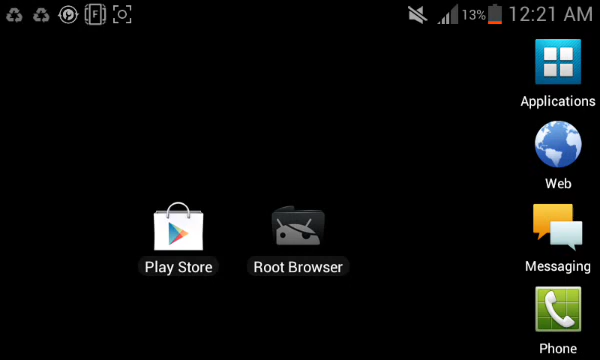 13% 12:21 AM
Applications
Web
Play Store Root Browser
Messaging
Phone